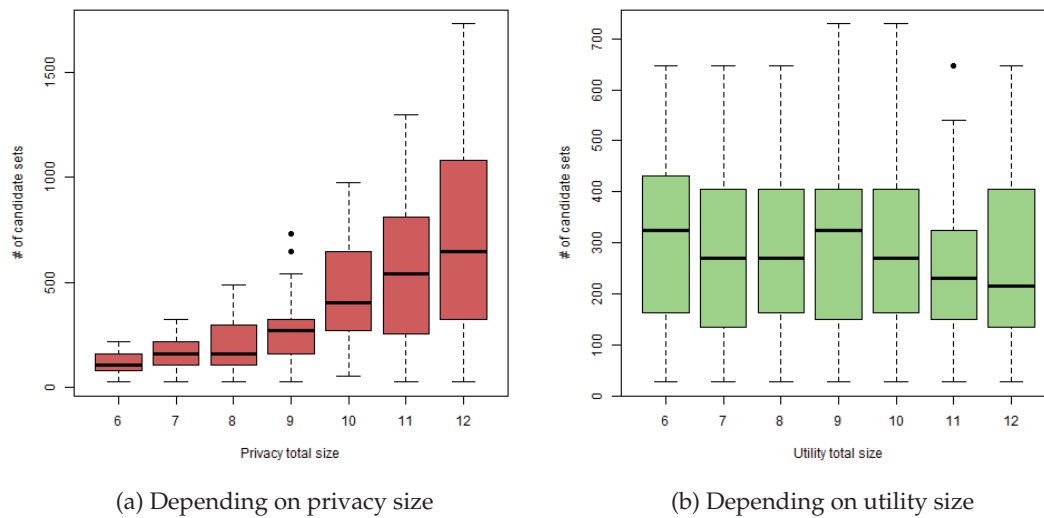 # of candidate sets
1500
1000
500
0
6 7 8 9 10 11 12
Privacy total size
(a) Depending on privacy size
# of candidate sets
700
600
500
400
300
200
100
0
6 7 8 9 10 11 12
Utility total size
(b) Depending on utility size